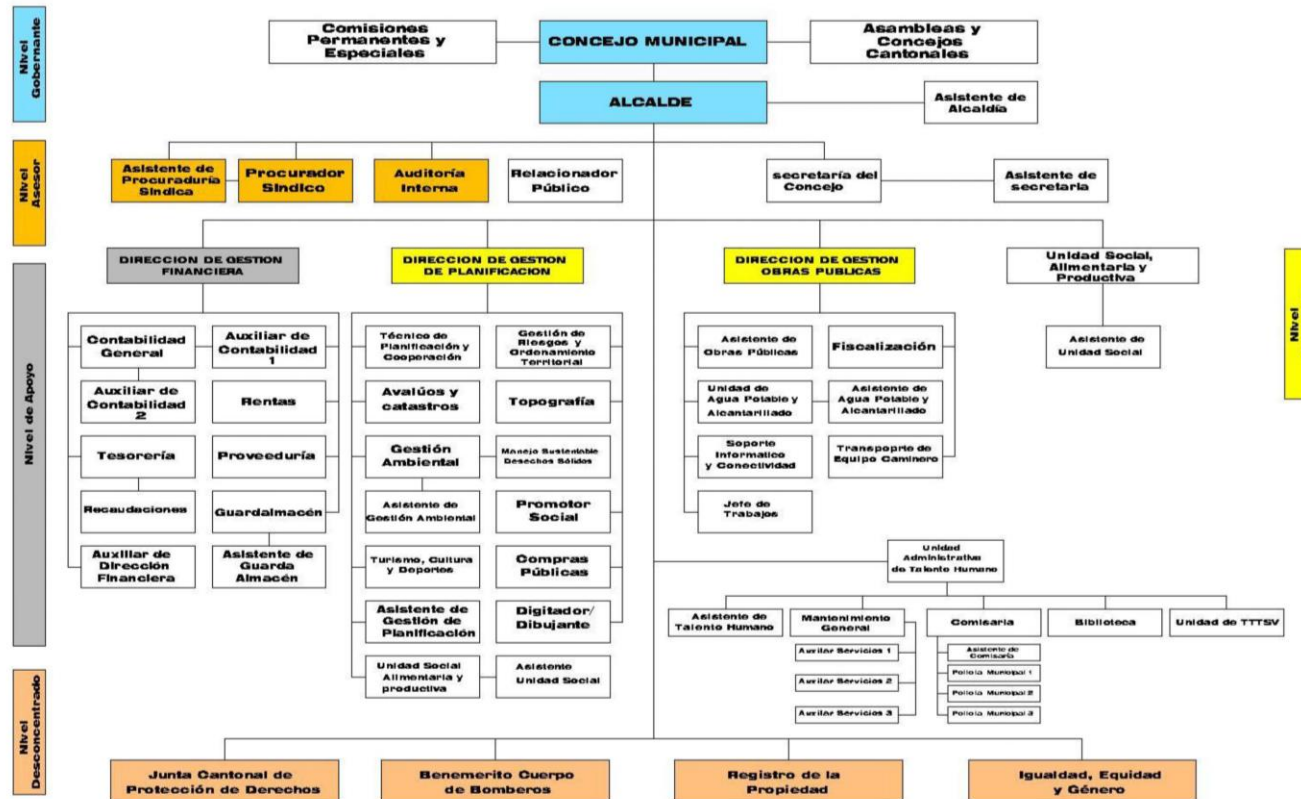 Nivel
Gobernante
Comisiones
Permanentes y
Especiales
CONCEJO MUNICIPAL
Asambleas y
Concejos
Cantonales
ALCALDE
Asistente de
Alcaldía
Nivel
Asesor
Asistente de
Procuraduría
Sindica
Procurador
Sindico
Auditoría
Interna
Relacionador
Público
secretaría del
Concejo
Asistente de
secretaria
Nivel de Apoyo
DIRECCION DE GESTION
FINANCIERA
DIRECCION DE GESTION
DE PLANIFICACION
DIRECCION DE GESTION
OBRAS PUBLICAS
Unidad Social,
Alimentaria y
Productiva
Nivel
Contabilidad
General
Auxiliar de
Contabilidad
1
Auxiliar de
Contabilidad
2
Rentas
Tesorería
Proveeduría
Recaudaciones
Guardalmacén
Auxiliar de
Dirección
Financiera
Asistente de
Guarda
Almacén
Técnico de
Planificación y
Cooperación
Gestión de
Riesgos y
Ordenamiento
Territorial
Avalúos y
catastros
Topografía
Gestión
Ambiental
Manejo Sustentable
Desechos Sólidos
Asistente de
Gestión Ambiental
Promotor
Social
Turismo, Cultura
y Deportes
Compras
Públicas
Asistente de
Gestión de
Planificación
Digitador/
Dibujante
Unidad Social
Alimentaria y
productiva
Asistente
Unidad Social
Asistente de
Obras Públicas
Fiscalización
Unidad de
Agua Potable y
Alcantarillado
Asistente de
Agua Potable y
Alcantarillado
Soporte
Informatico
y Conectividad
Transpoprte de
Equipo Caminero
Jefe de
Trabajos
Asistente de
Unidad Social
Unidad
Administrativa
de Talento Humano
Asistente de
Talento Humano
Mantenimiento
General
Comisaria
Biblioteca
Unidad de TTTSV
Auxilar Servicios 1
Auxilar Servicios 2
Auxilar Servicios 3
Asistente de
Comisaría
Policía Municipal 1
Policía Municipal 2
Policía Municipal 3
Nivel
Desconcentrado
Junta Cantonal de
Protección de Derechos
Benemerito Cuerpo
de Bomberos
Registro de la
Propiedad
Igualdad, Equidad
y Género